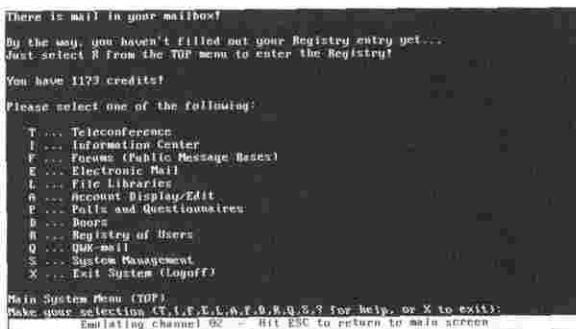 There is mail in your mailbox!
By the way, you haven't filled out your Registry entry yet...
Just select R from the TOP menu to enter the Registry!
You have 1173 credits!
Please select one of the following:
T ... Teleconference
I ... Information Center
F ... Forums (Public Message Bases)
E ... Electronic Mail
L ... File Libraries
A ... Account Display/Edit
P ... Polls and Questionnaires
D ... Doors
R ... Registry of Users
Q ... QWK-mail
S ... System Management
X ... Exit System (Logoff)
Main System Menu (TOP)
Make your selection (T,I,F,E,L,A,P,D,R,Q,S,? for help, or X to exit):
Emulating channel 02 - Hit ESC to return to main screen